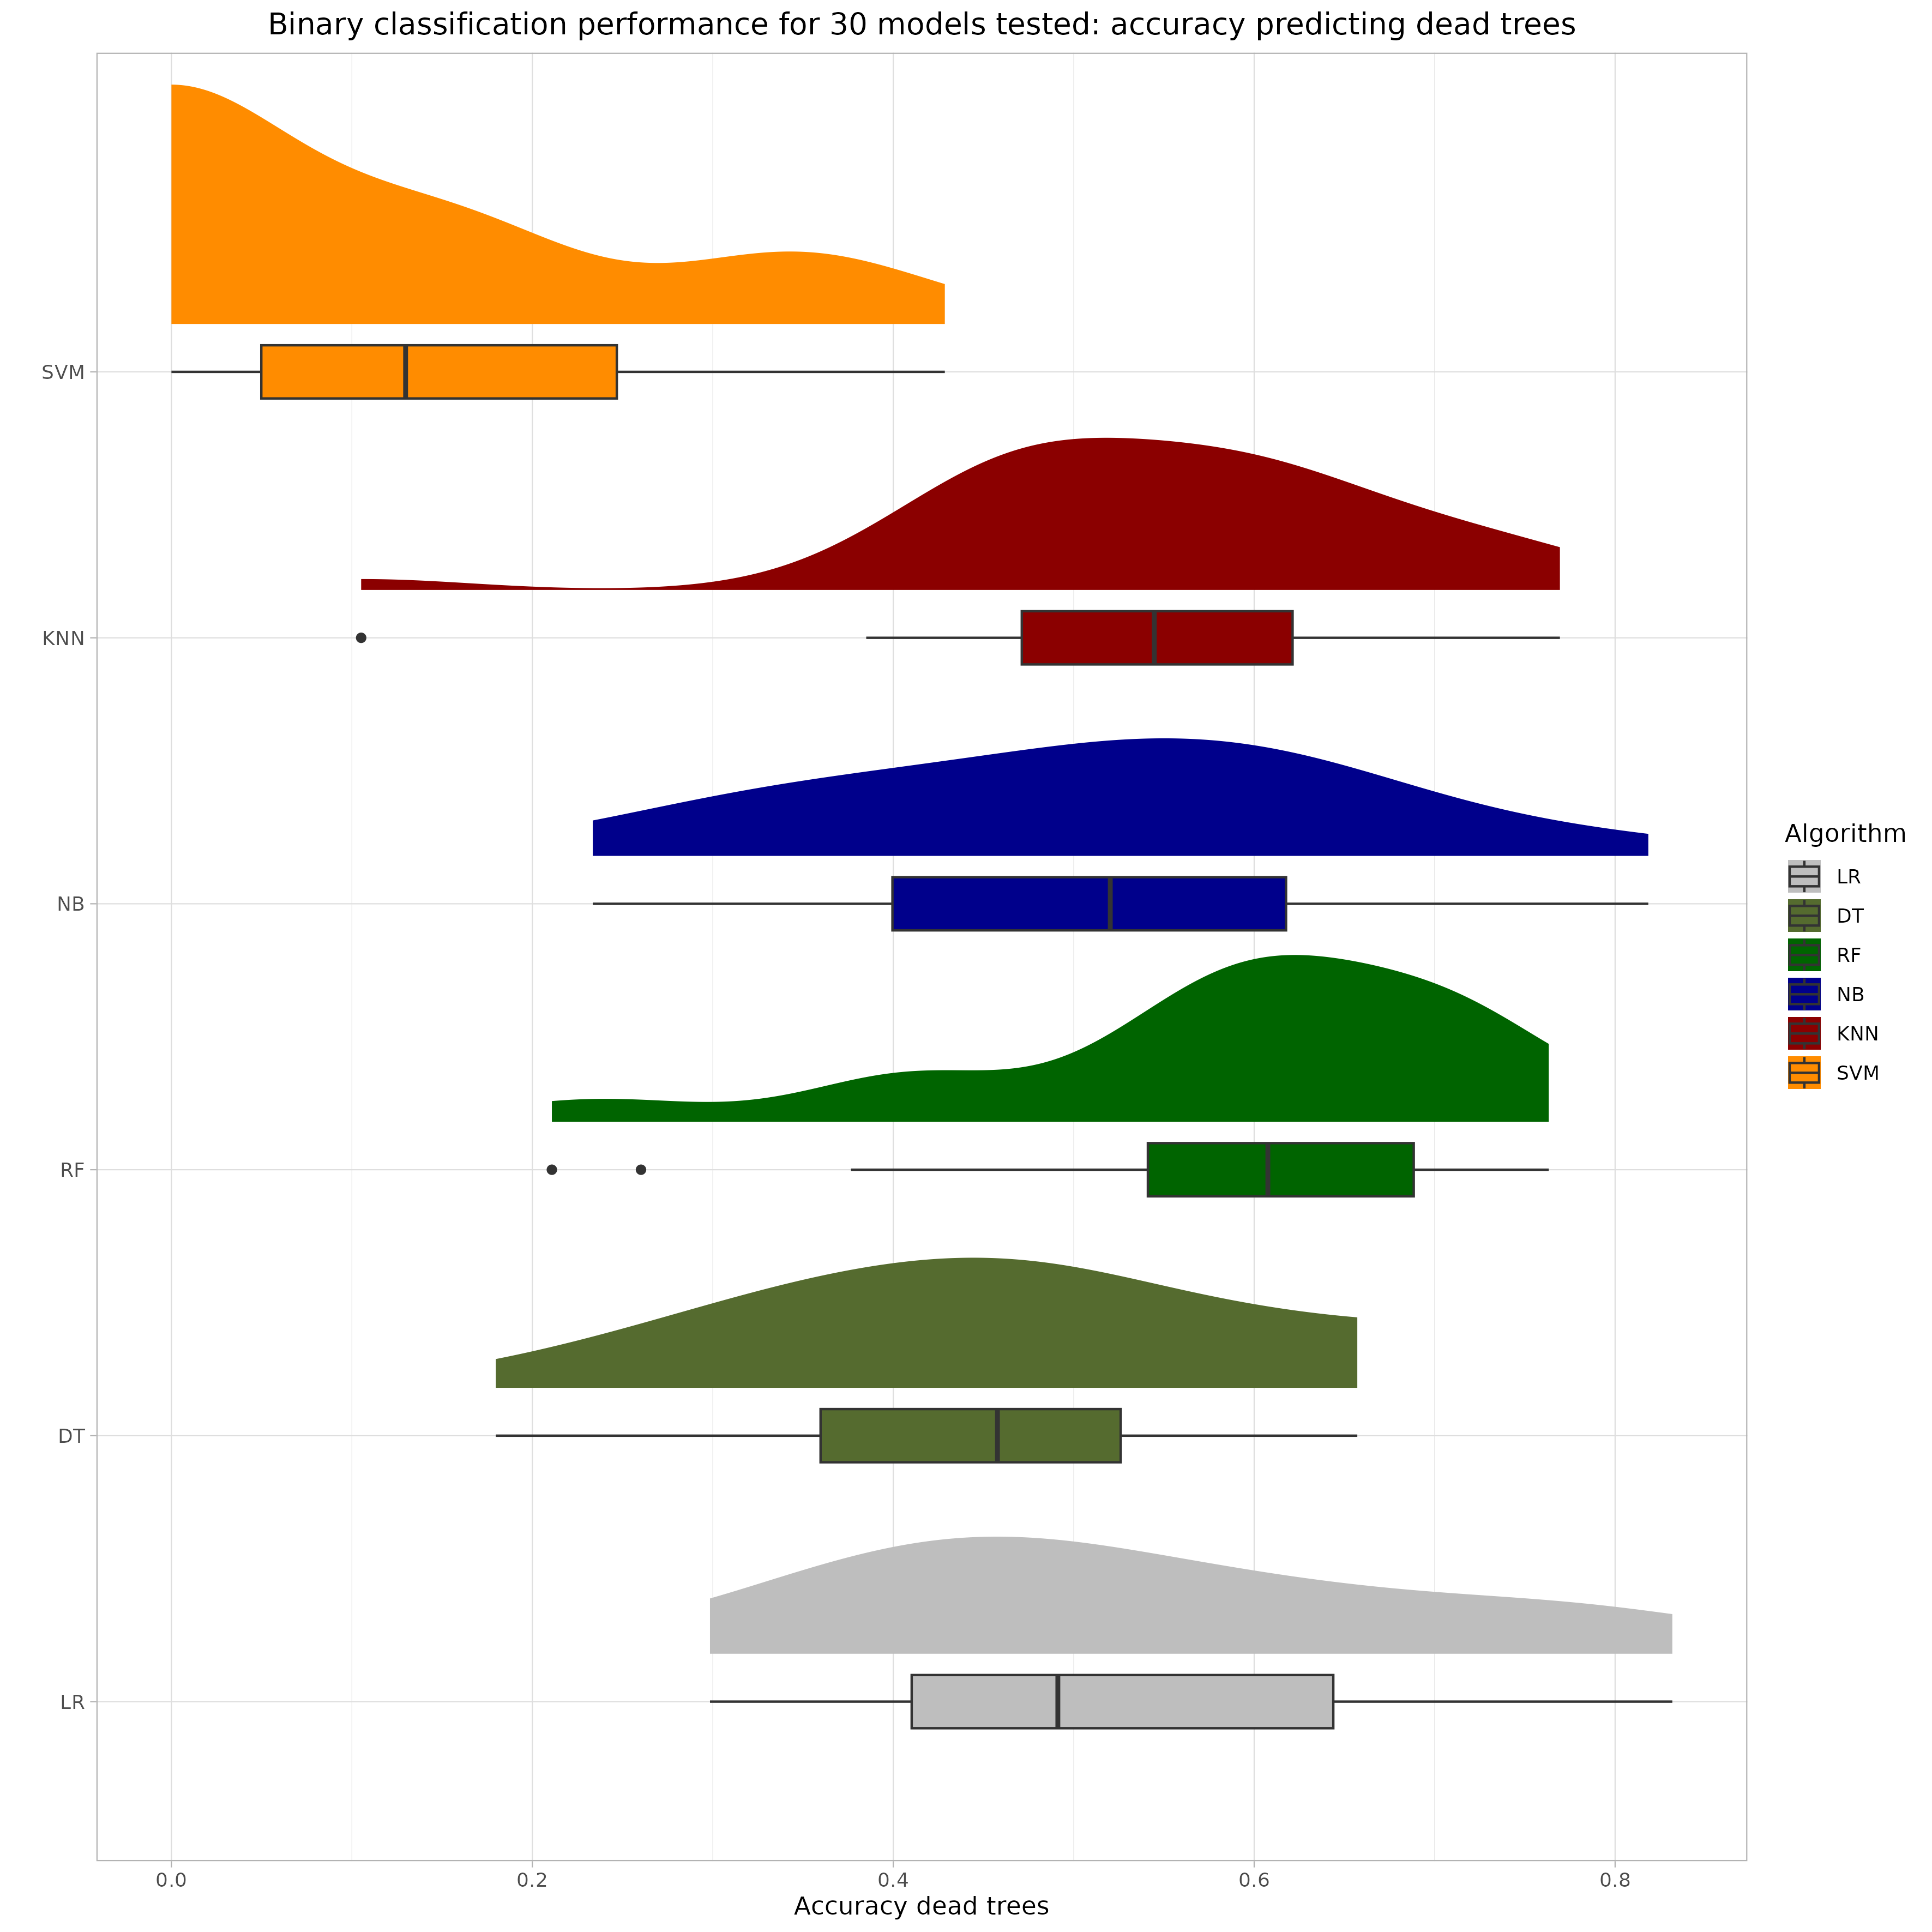 Binary classification performance for 30 models tested: accuracy predicting dead trees
SVM
KNN
NB
RF
DT
LR
0.0
0.2
0.4
0.6
0.8
Accuracy dead trees
Algorithm
LR
DT
RF
NB
KNN
SVM